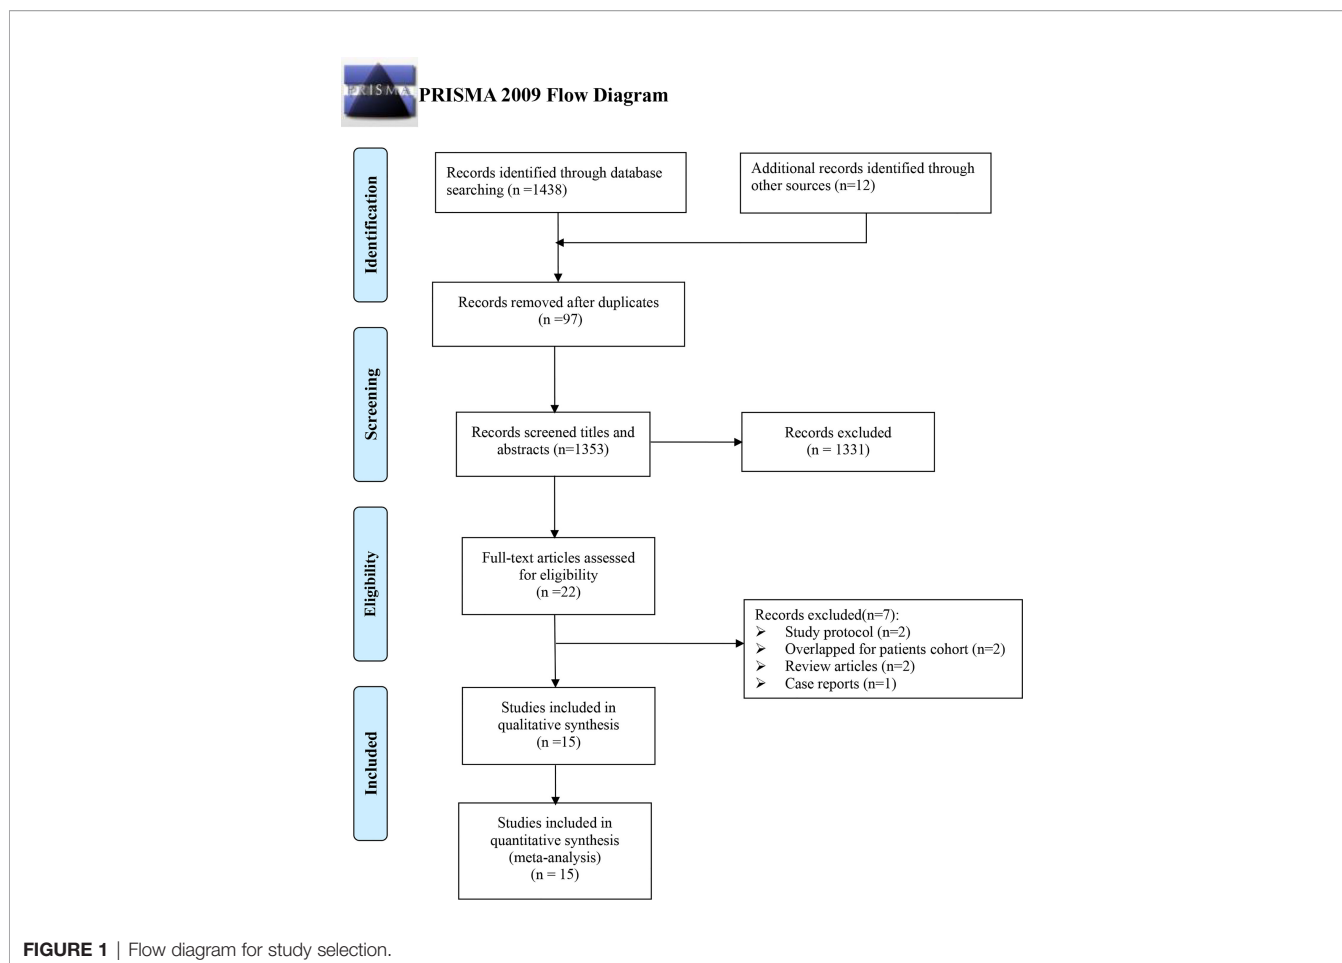 PRISMA
PRISMA 2009 Flow Diagram
Identification
Records identified through database
searching (n =1438)
Additional records identified through
other sources (n=12)
Records removed after duplicates
(n =97)
Screening
Records screened titles and
abstracts (n=1353)
Records excluded
(n = 1331)
Eligibility
Full-text articles assessed
for eligibility
(n =22)
Records excluded(n=7):
➢ Study protocol (n=2)
➢ Overlapped for patients cohort (n=2)
➢ Review articles (n=2)
➢ Case reports (n=1)
Included
Studies included in
qualitative synthesis
(n =15)
Studies included in
quantitative synthesis
(meta-analysis)
(n = 15)
FIGURE 1 | Flow diagram for study selection.